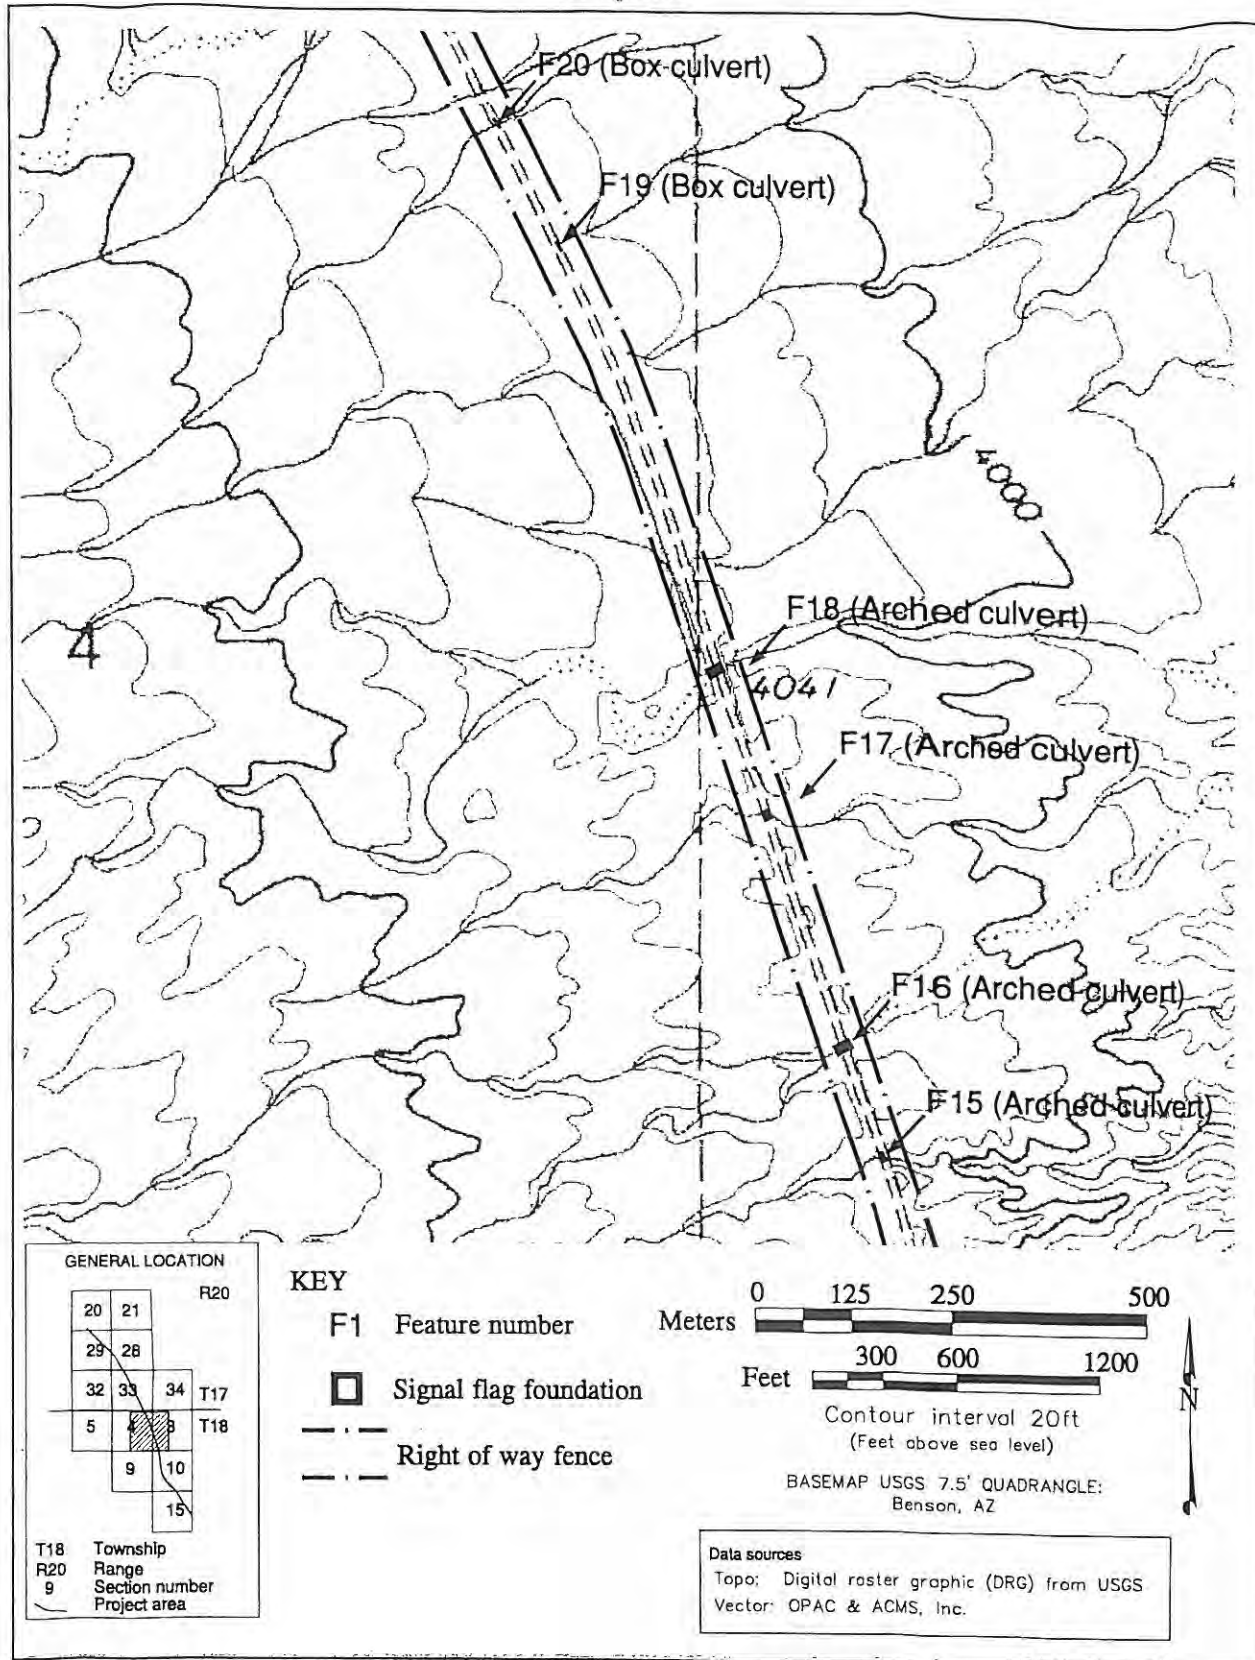 F20 (Box culvert)
F19 (Box culvert)
4000
F18 (Arched culvert)
4
4041
F17 (Arched culvert)
F16 (Arched culvert)
F15 (Arched culvert)
GENERAL LOCATION
R20
20 21
29 28
32 33 34 T17
5 4 3 T18
9 10
15
T18 Township
R20 Range
9 Section number
Project area
KEY
F1 Feature number
Signal flag foundation
Right of way fence
0 125 250 500
Meters
300 600 1200
Feet
Contour interval 20ft
(Feet above sea level)
BASEMAP USGS 7.5' QUADRANGLE:
Benson, AZ
N
Data sources
Topo: Digital raster graphic (DRG) from USGS
Vector: OPAC & ACMS, Inc.